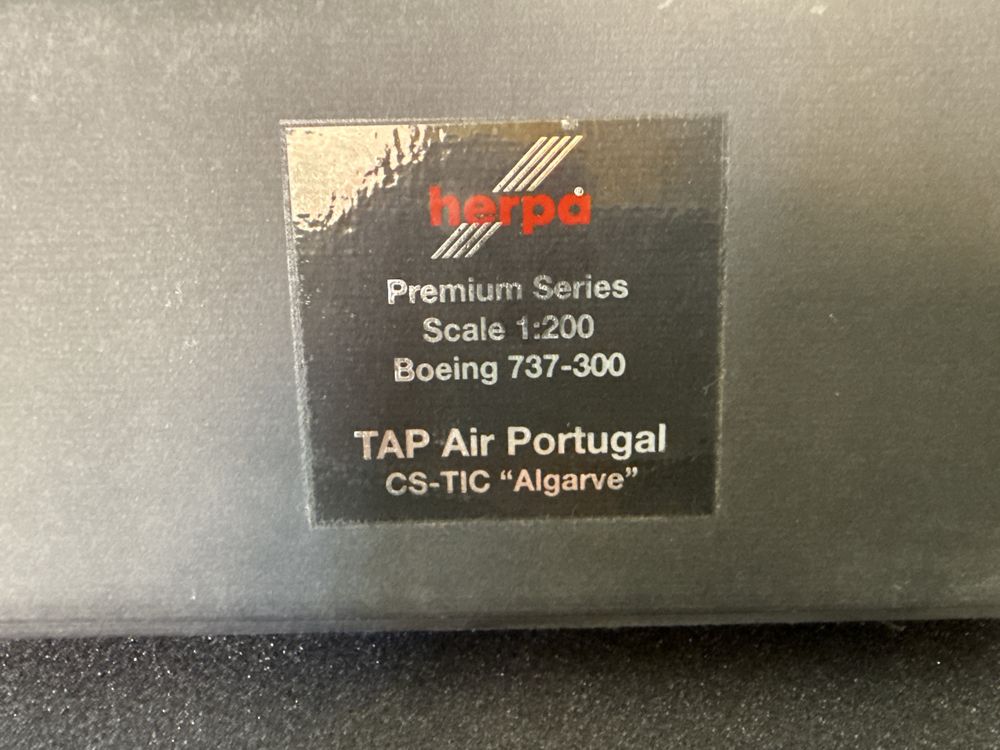 herpa®
Premium Series
Scale 1:200
Boeing 737-300
TAP Air Portugal
CS-TIC “Algarve”